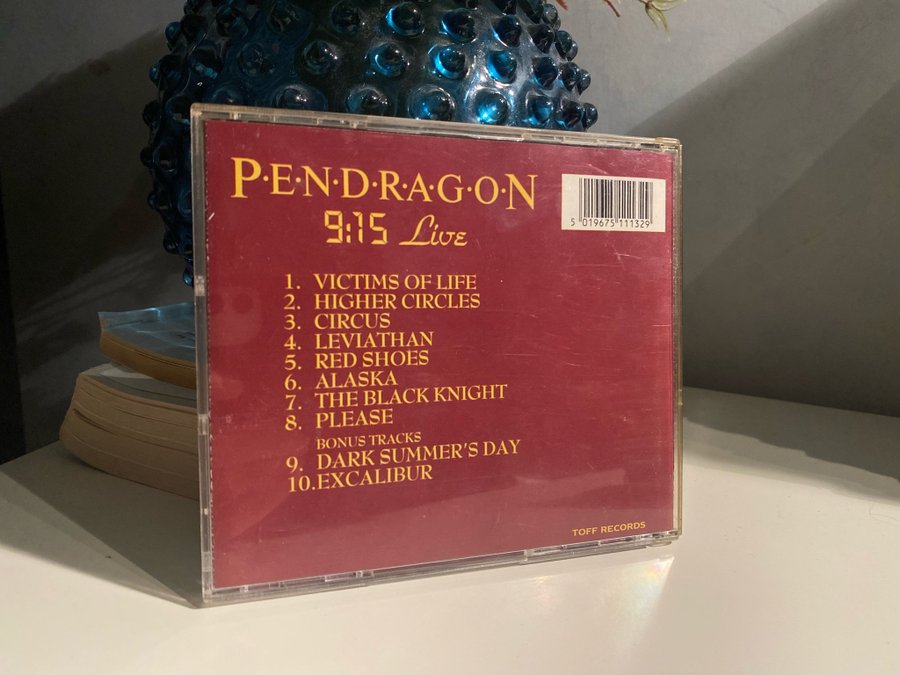 P·E·N·D·R·A·G·O·N
9:15 Live
5 019675 111329
1. VICTIMS OF LIFE
2. HIGHER CIRCLES
3. CIRCUS
4. LEVIATHAN
5. RED SHOES
6. ALASKA
7. THE BLACK KNIGHT
8. PLEASE
BONUS TRACKS
9. DARK SUMMER'S DAY
10.EXCALIBUR
TOFF RECORDS